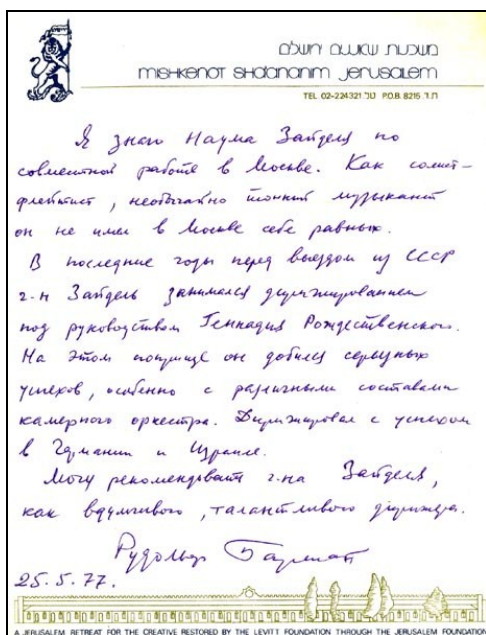 משכנות שאננים ירושלים
mishkenot sha'ananim jerusalem
TEL. 02-224321 טל. P.O.B. 8215 ת.ד.
Я знаю Наума Зайделя по
совместной работе в Москве. Как солист-
флейтист, необычайно тонкий музыкант
он не имел в Москве себе равных.
В последние годы перед выездом из СССР
г-н Зайдель занимался дирижированием
под руководством Геннадия Рождественского.
На этом поприще он добился серьезных
успехов, особенно с различными составами
камерного оркестра. Дирижировал с успехом
в Германии и Израиле.
Могу рекомендовать г-на Зайделя,
как вдумчивого, талантливого дирижера.
Рудольф Баршай
25.5.77.
A JERUSALEM RETREAT FOR THE CREATIVE RESTORED BY THE LEVITT FOUNDATION THROUGH THE JERUSALEM FOUNDATION